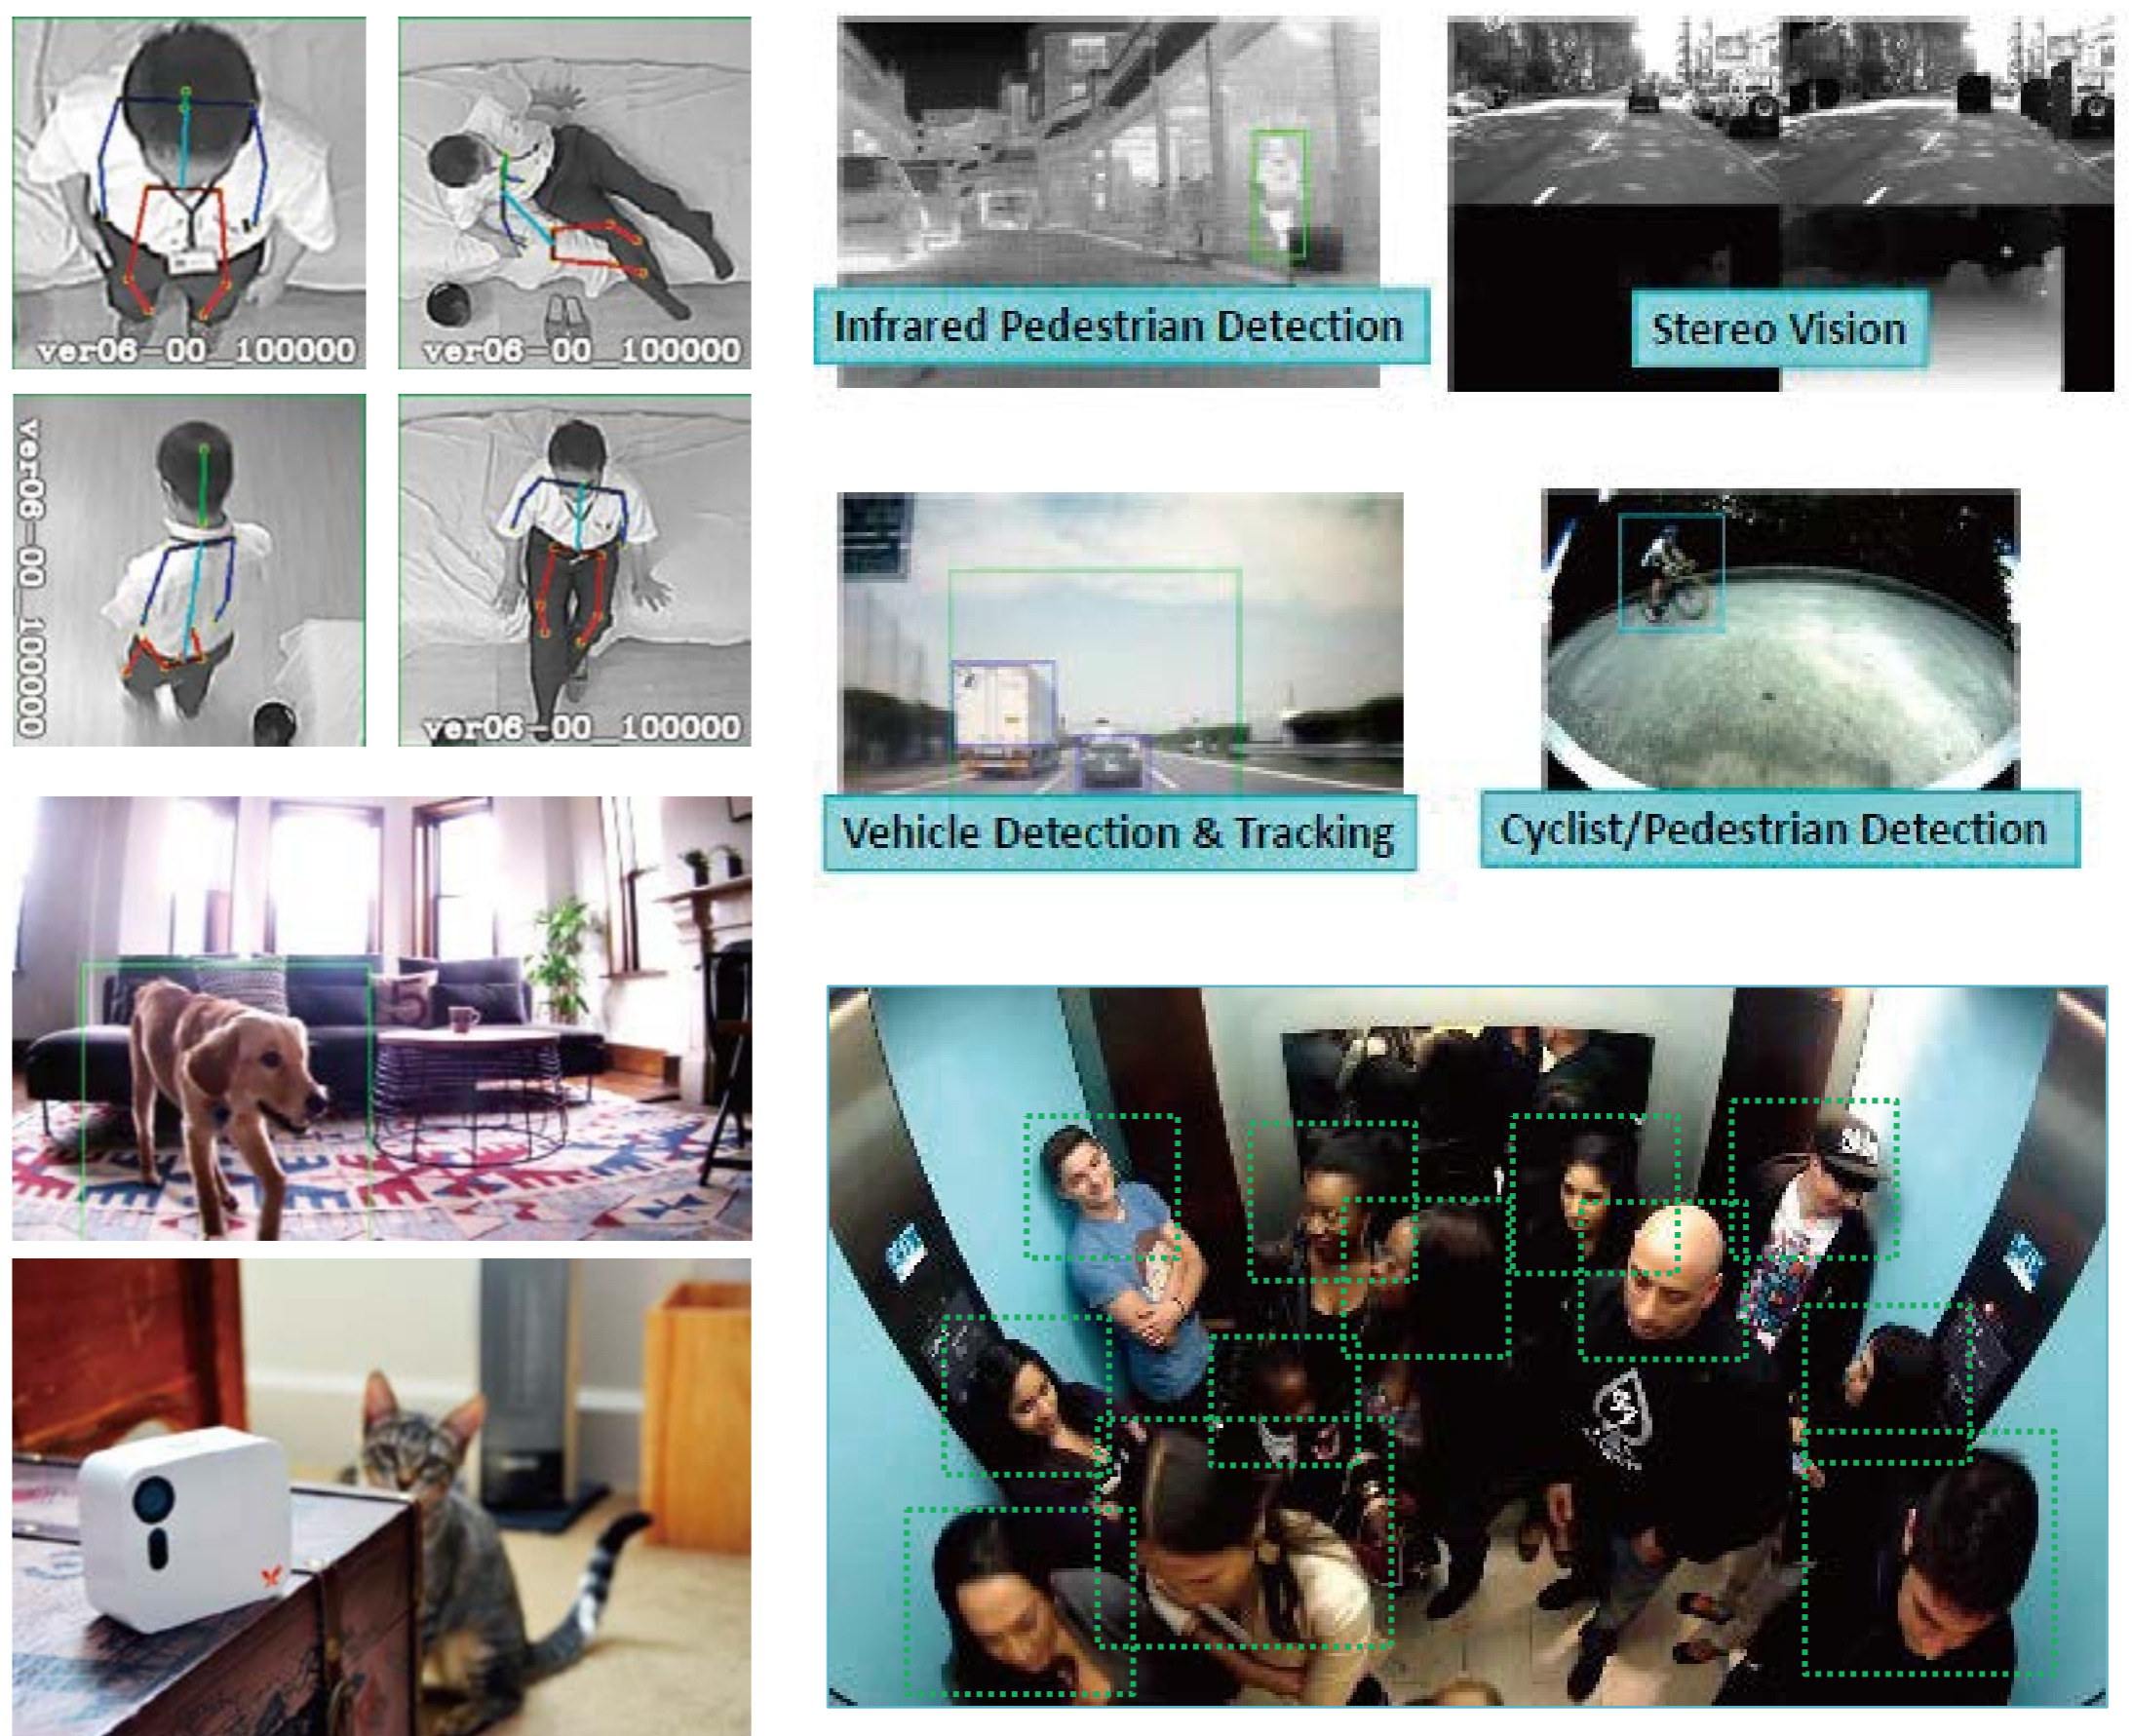 ver06-00_100000
ver06-00_100000
Infrared Pedestrian Detection
Stereo Vision
ver06-00_100000
ver06-00_100000
Vehicle Detection & Tracking
Cyclist/Pedestrian Detection
5